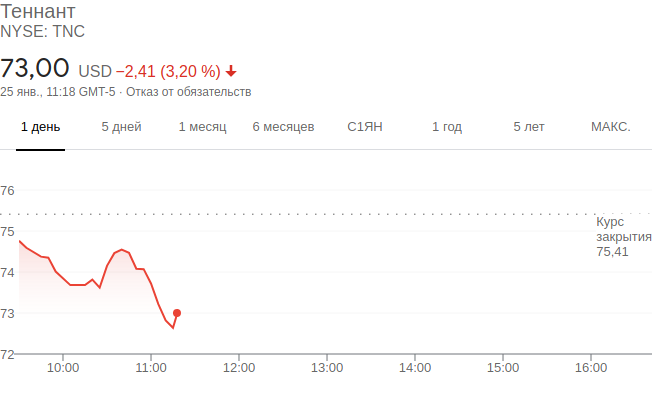 Теннант
NYSE: TNC
73,00 USD −2,41 (3,20 %)
25 янв., 11:18 GMT-5 · Отказ от обязательств
1 день 5 дней 1 месяц 6 месяцев С1ЯН 1 год 5 лет МАКС.
76
Курс
закрытия
75,41
75
74
73
72
10:00 11:00 12:00 13:00 14:00 15:00 16:00